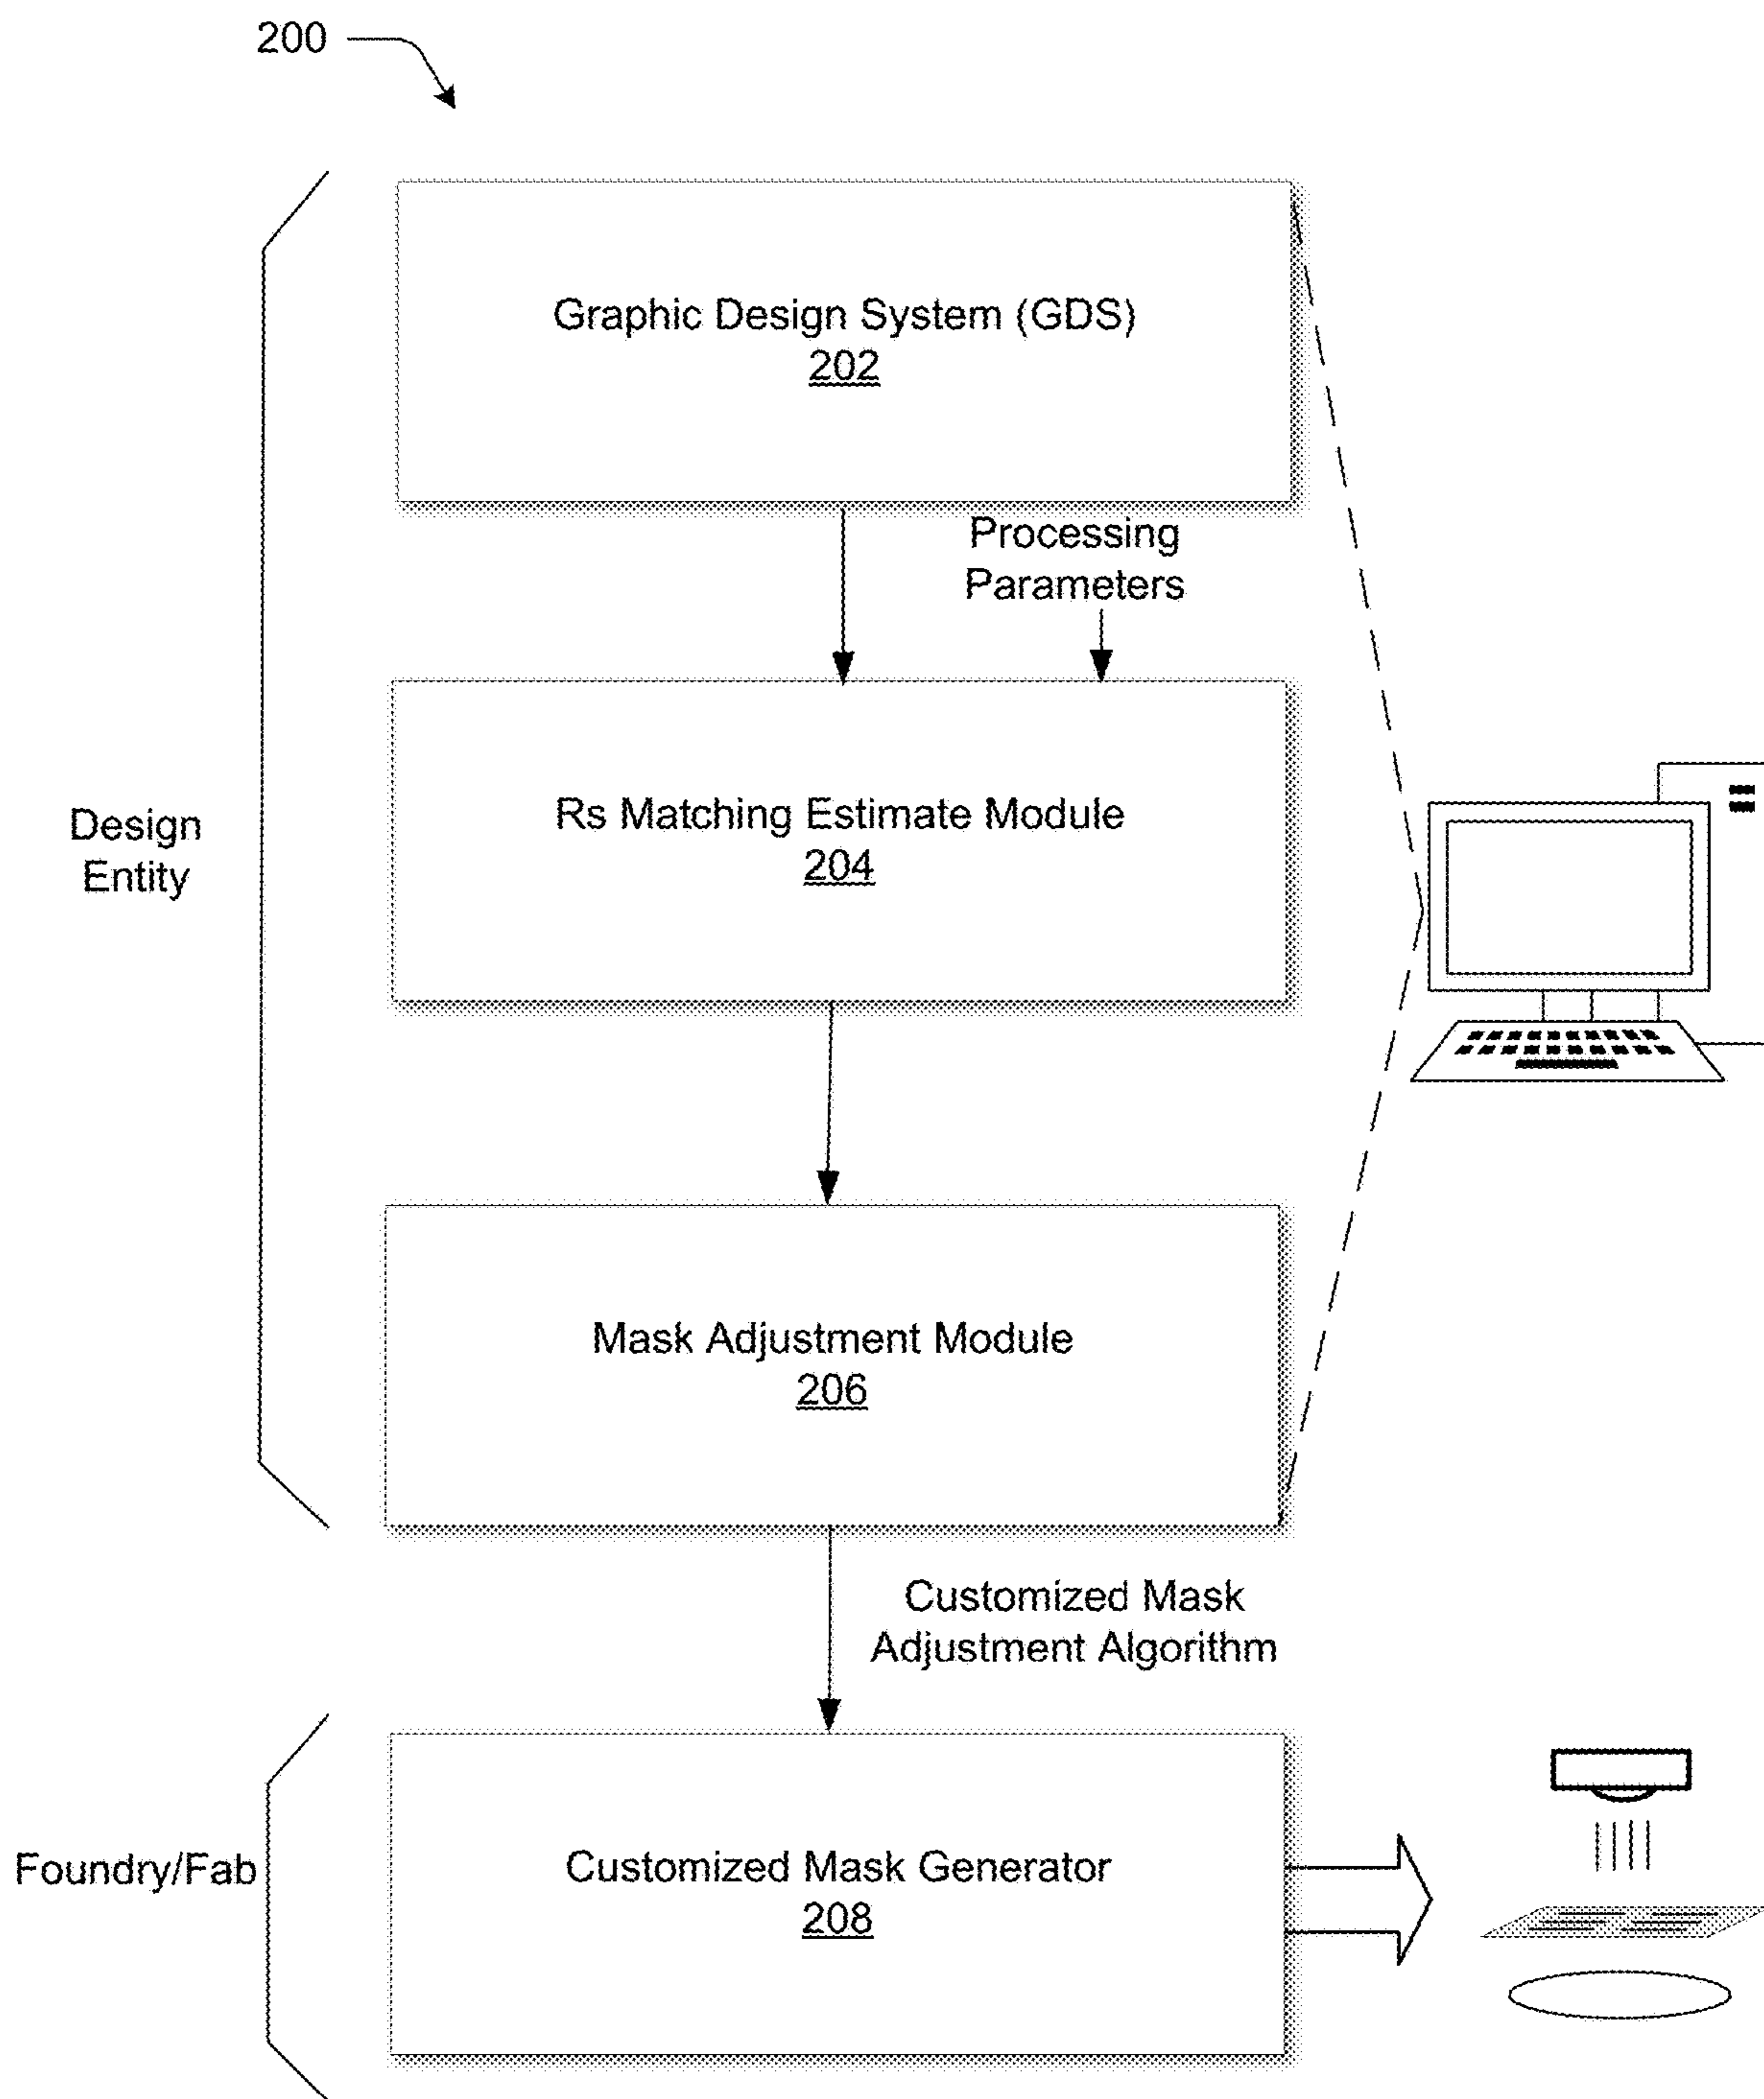 200
Graphic Design System (GDS)
202
Processing
Parameters
Rs Matching Estimate Module
204
Design
Entity
Mask Adjustment Module
206
Customized Mask
Adjustment Algorithm
Foundry/Fab
Customized Mask Generator
208